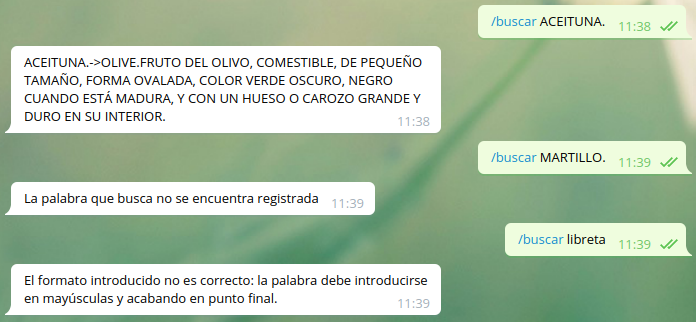 /buscar ACEITUNA. 11:38
ACEITUNA.->OLIVE.FRUTO DEL OLIVO, COMESTIBLE, DE PEQUEÑO
TAMAÑO, FORMA OVALADA, COLOR VERDE OSCURO, NEGRO
CUANDO ESTÁ MADURA, Y CON UN HUESO O CAROZO GRANDE Y
DURO EN SU INTERIOR. 11:38
/buscar MARTILLO. 11:39
La palabra que busca no se encuentra registrada 11:39
/buscar libreta 11:39
El formato introducido no es correcto: la palabra debe introducirse
en mayúsculas y acabando en punto final. 11:39